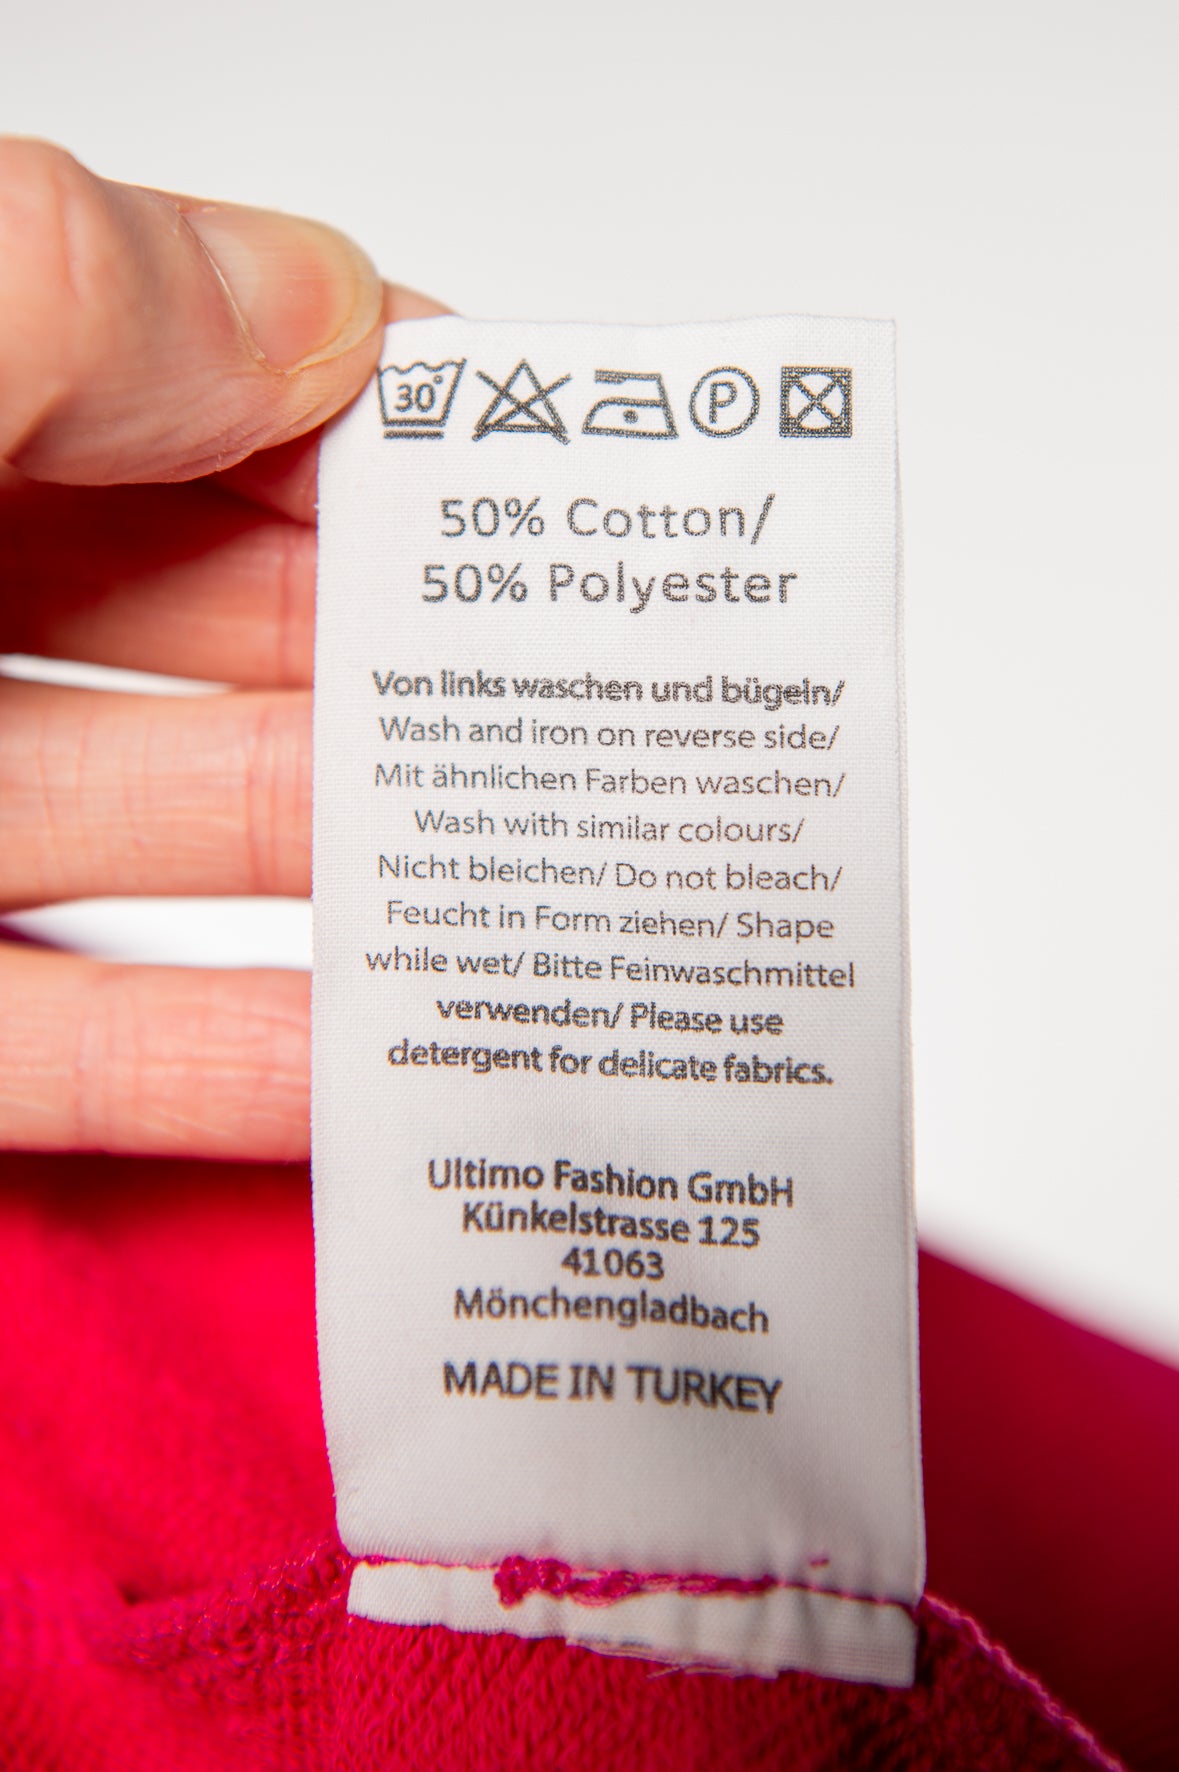 30°
P
50% Cotton/
50% Polyester
Von links waschen und bügeln/
Wash and iron on reverse side/
Mit ähnlichen Farben waschen/
Wash with similar colours/
Nicht bleichen/ Do not bleach/
Feucht in Form ziehen/ Shape
while wet/ Bitte Feinwaschmittel
verwenden/ Please use
detergent for delicate fabrics.
Ultimo Fashion GmbH
Künkelstrasse 125
41063
Mönchengladbach
MADE IN TURKEY